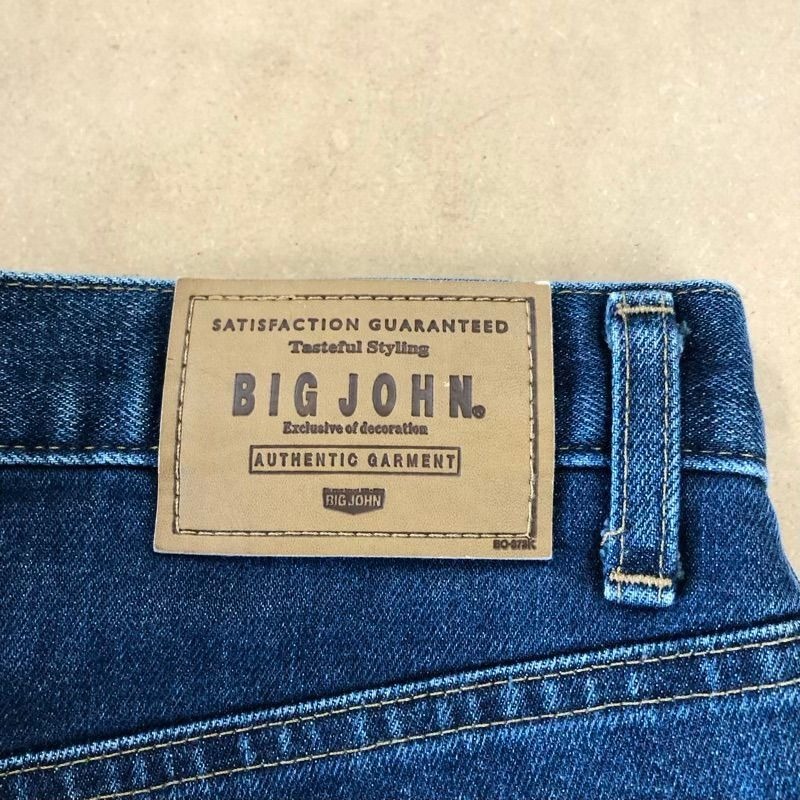 SATISFACTION GUARANTEED
Tasteful Styling
BIG JOHN®
Exclusive of decoration
AUTHENTIC GARMENT
BIG JOHN